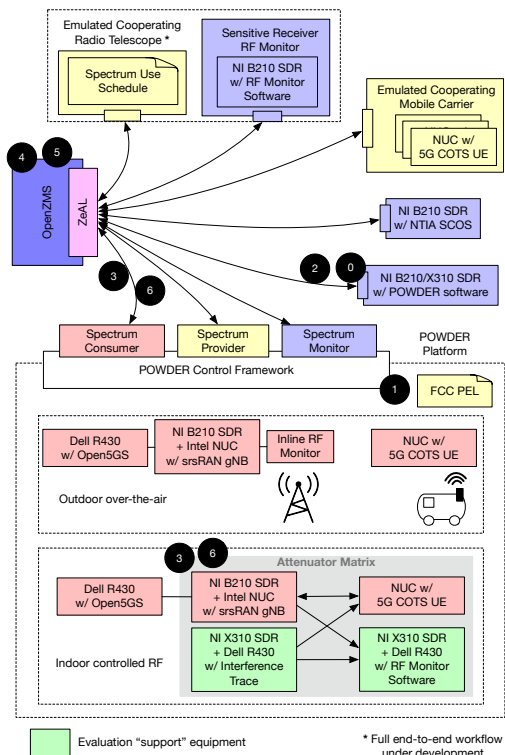 Emulated Cooperating
Radio Telescope *
Spectrum Use
Schedule
Sensitive Receiver
RF Monitor
NI B210 SDR
w/ RF Monitor
Software
Emulated Cooperating
Mobile Carrier
NUC w/
5G COTS UE
4
5
OpenZMS
ZeAL
NI B210 SDR
w/ NTIA SCOS
2
0
NI B210/X310 SDR
w/ POWDER software
3
6
Spectrum
Consumer
Spectrum
Provider
Spectrum
Monitor
POWDER
Platform
POWDER Control Framework
1
FCC PEL
Dell R430
w/ Open5GS
NI B210 SDR
+ Intel NUC
w/ srsRAN gNB
Inline RF
Monitor
NUC w/
5G COTS UE
Outdoor over-the-air
3
6
Attenuator Matrix
Dell R430
w/ Open5GS
NI B210 SDR
+ Intel NUC
w/ srsRAN gNB
NUC w/
5G COTS UE
NI X310 SDR
+ Dell R430
w/ Interference
Trace
NI X310 SDR
+ Dell R430
w/ RF Monitor
Software
Indoor controlled RF
Evaluation “support” equipment
* Full end-to-end workflow
under development